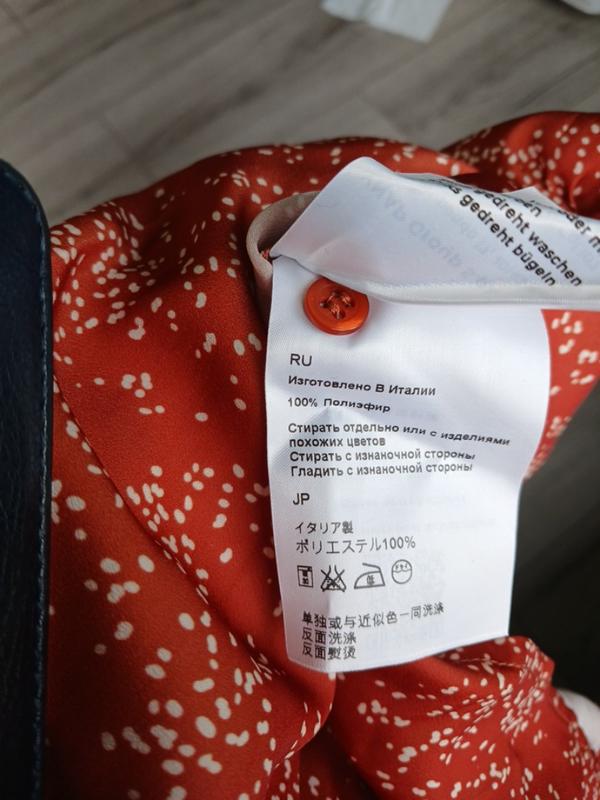 oder m
gedreht waschen
gedreht bügeln
RU
Изготовлено В Италии
100% Полиэфир
Стирать отдельно или с изделиями
похожих цветов
Стирать с изнаночной стороны
Гладить с изнаночной стороны
JP
イタリア製
ポリエステル100%
单独或与近似色一同洗涤
反面洗涤
反面熨烫